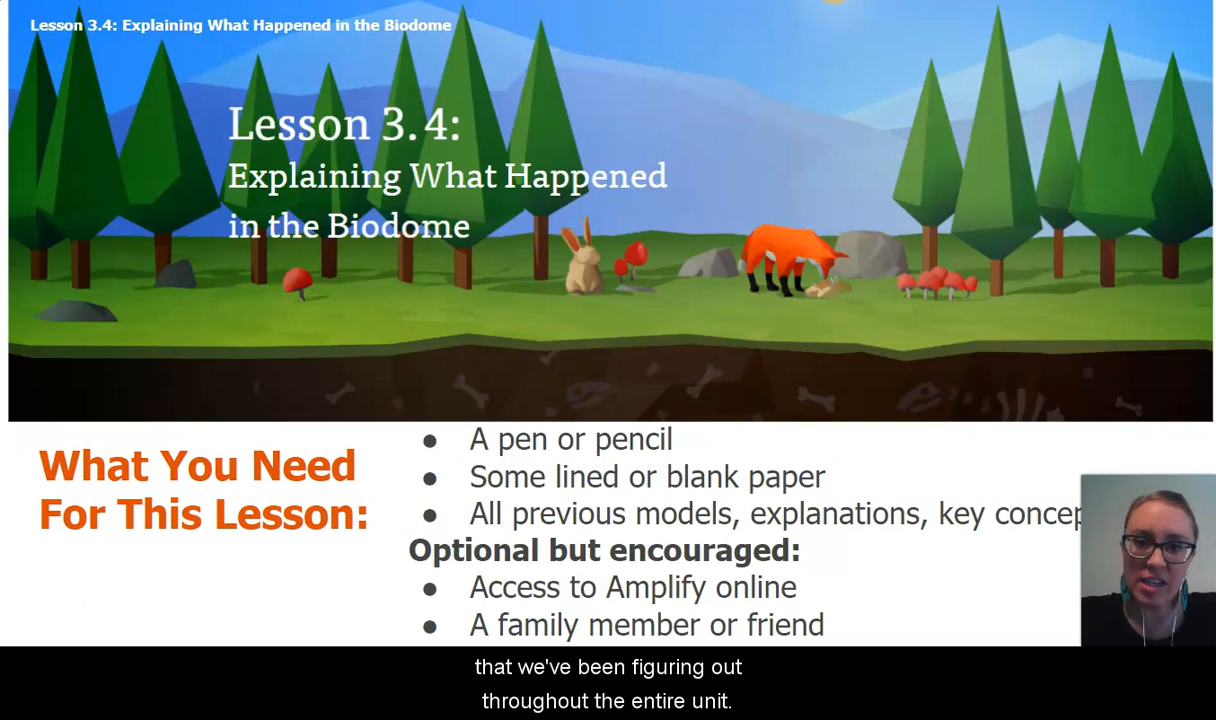 Lesson 3.4: Explaining What Happened in the Biodome
Lesson 3.4:
Explaining What Happened
in the Biodome
What You Need
For This Lesson:
● A pen or pencil
● Some lined or blank paper
● All previous models, explanations, key concep
Optional but encouraged:
● Access to Amplify online
● A family member or friend
that we've been figuring out
throughout the entire unit.